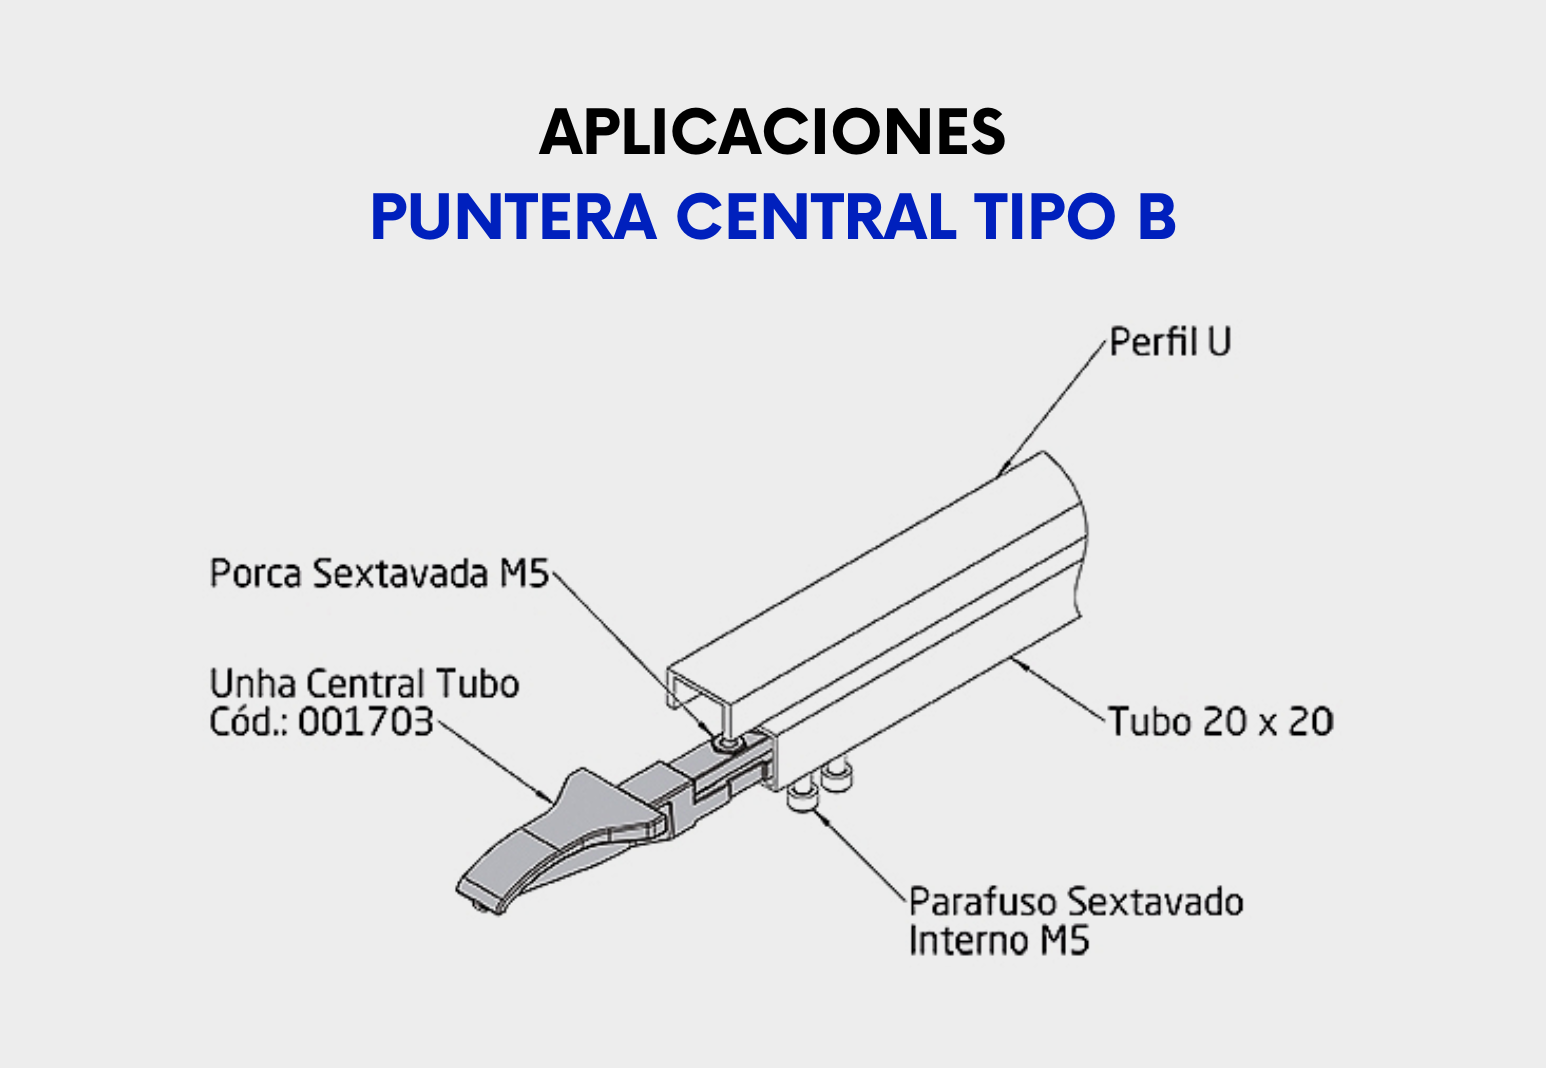 APLICACIONES
PUNTERA CENTRAL TIPO B
Perfil U
Porca Sextavada M5
Unha Central Tubo
Cód.: 001703
Tubo 20 x 20
Parafuso Sextavado
Interno M5